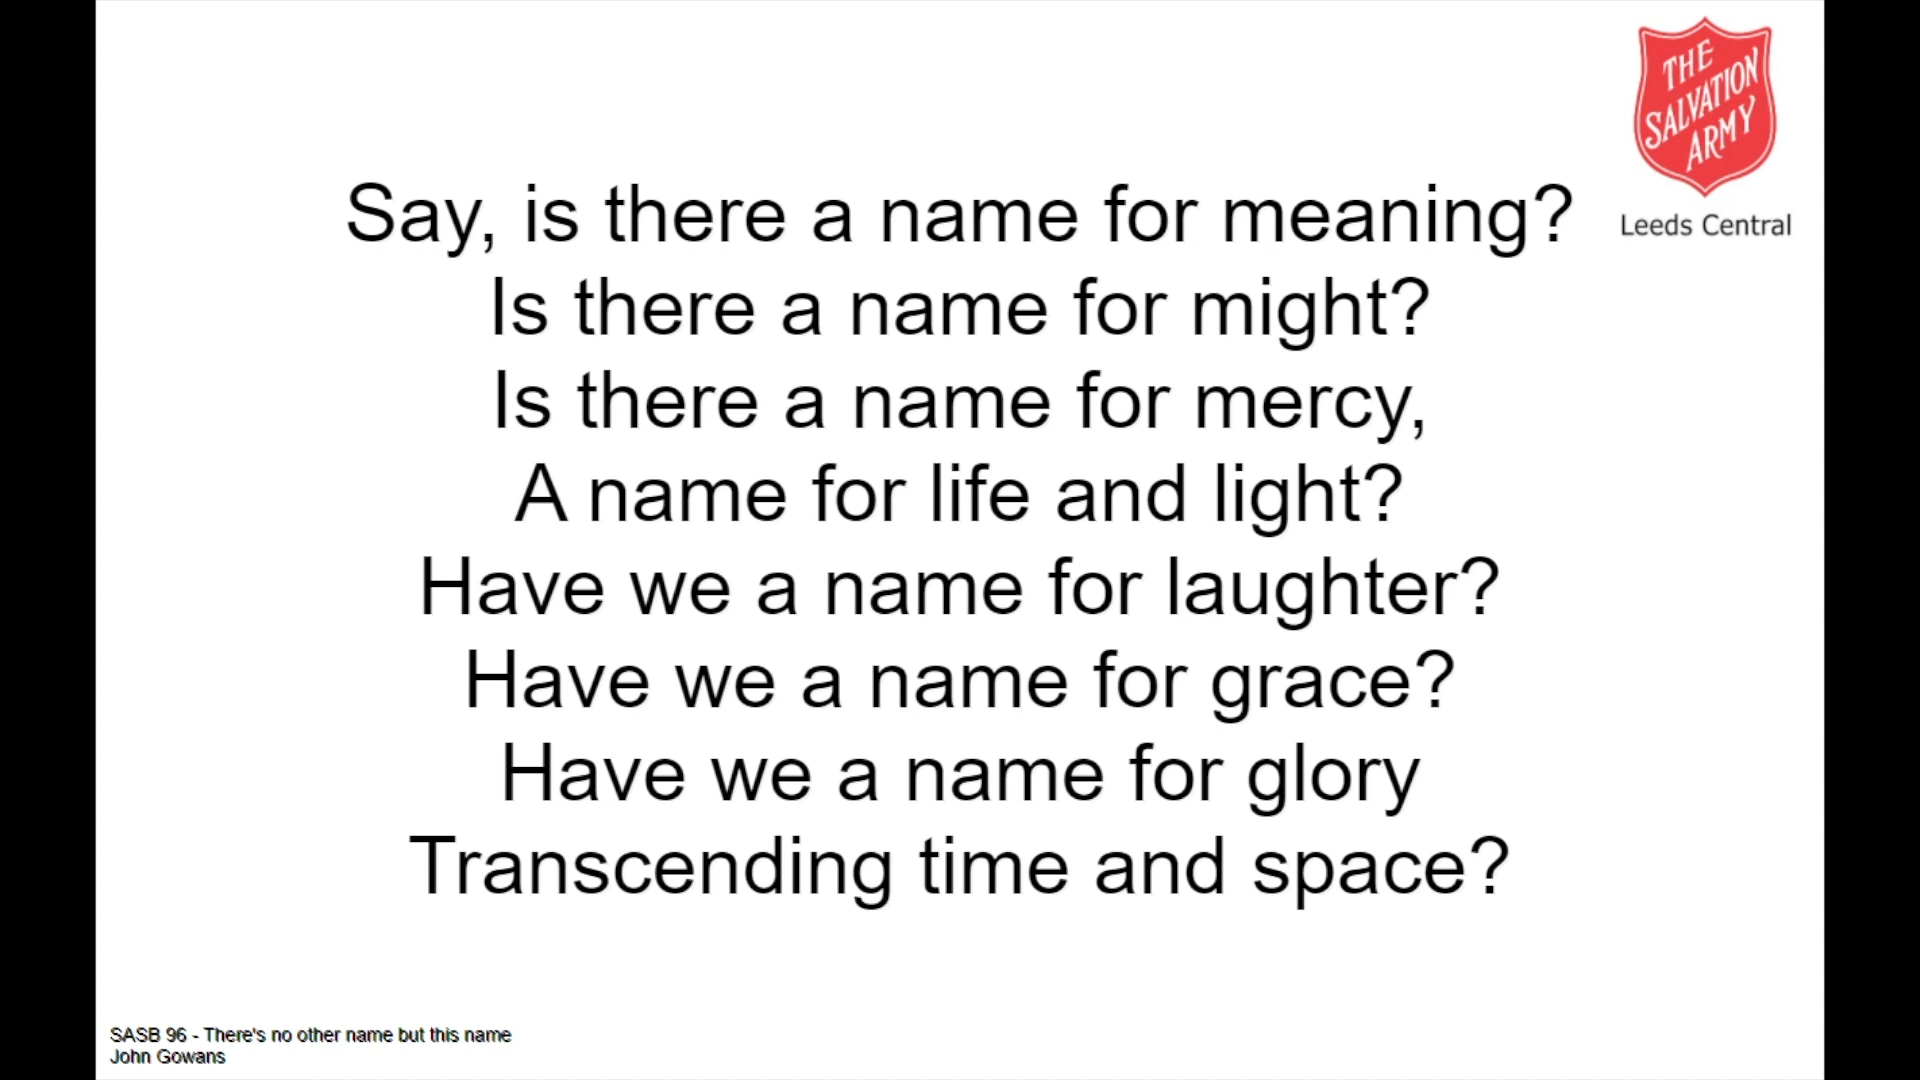 THE
SALVATION
ARMY
Leeds Central
Say, is there a name for meaning?
Is there a name for might?
Is there a name for mercy,
A name for life and light?
Have we a name for laughter?
Have we a name for grace?
Have we a name for glory
Transcending time and space?
SASB 96 - There's no other name but this name
John Gowans